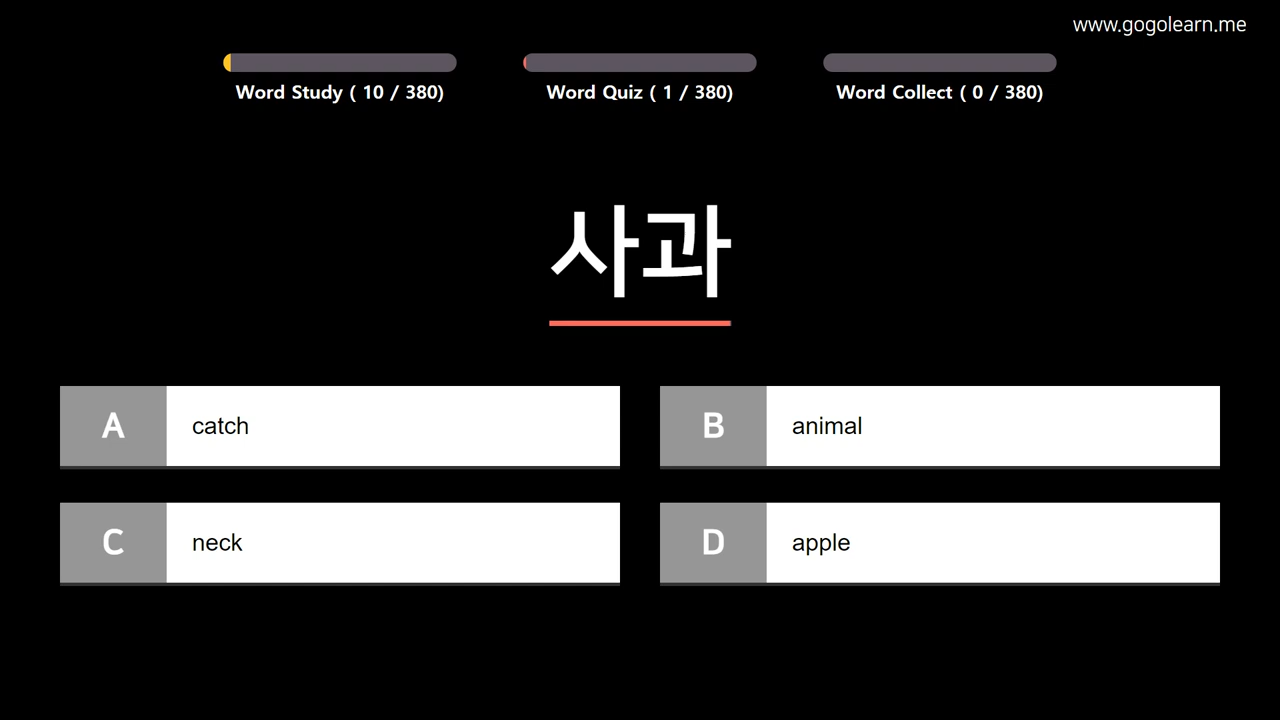 www.gogolearn.me
Word Study ( 10 / 380)
Word Quiz ( 1 / 380)
Word Collect ( 0 / 380)
사과
A catch
B animal
C neck
D apple